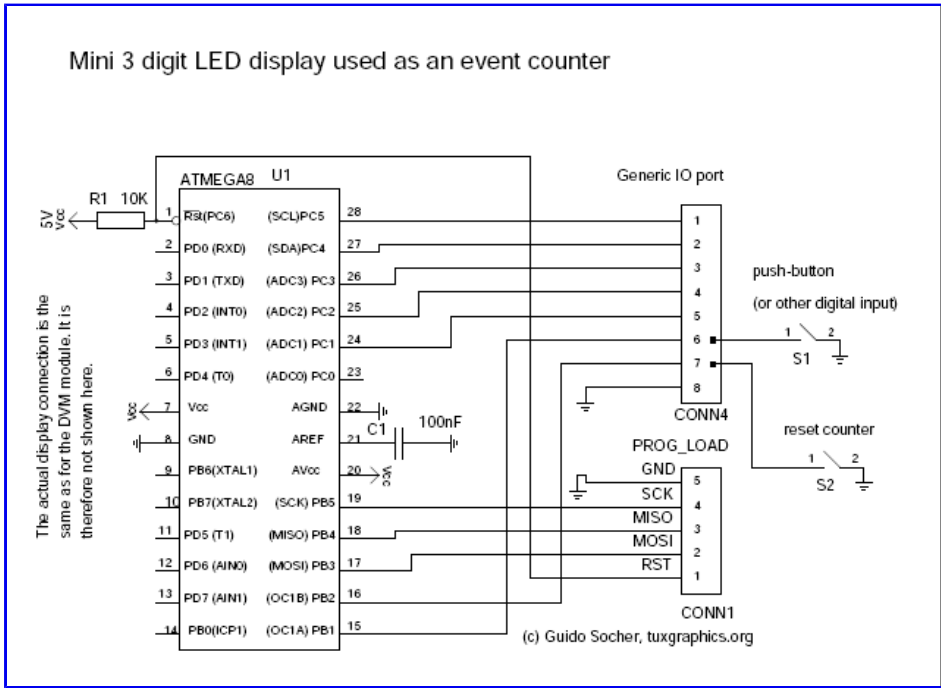 Mini 3 digit LED display used as an event counter
ATMEGA8 U1
Generic IO port
R1 10K
5V
Vcc
1 Rst(PC6) (SCL)PC5 28
2 PD0 (RXD) (SDA)PC4 27
3 PD1 (TXD) (ADC3) PC3 26
4 PD2 (INT0) (ADC2) PC2 25
5 PD3 (INT1) (ADC1) PC1 24
6 PD4 (T0) (ADC0) PC0 23
Vcc 7 Vcc AGND 22
8 GND AREF 21
C1 100nF
9 PB6(XTAL1) AVcc 20 Vcc
10 PB7(XTAL2) (SCK) PB5 19
11 PD5 (T1) (MISO) PB4 18
12 PD6 (AIN0) (MOSI) PB3 17
13 PD7 (AIN1) (OC1B) PB2 16
14 PB0(ICP1) (OC1A) PB1 15
The actual display connection is the
same as for the DVM module. It is
therefore not shown here.
1
2
3
4
5
6
7
8
CONN4
push-button
(or other digital input)
1 2
S1
reset counter
1 2
S2
PROG_LOAD
GND 5
SCK 4
MISO 3
MOSI 2
RST 1
CONN1
(c) Guido Socher, tuxgraphics.org